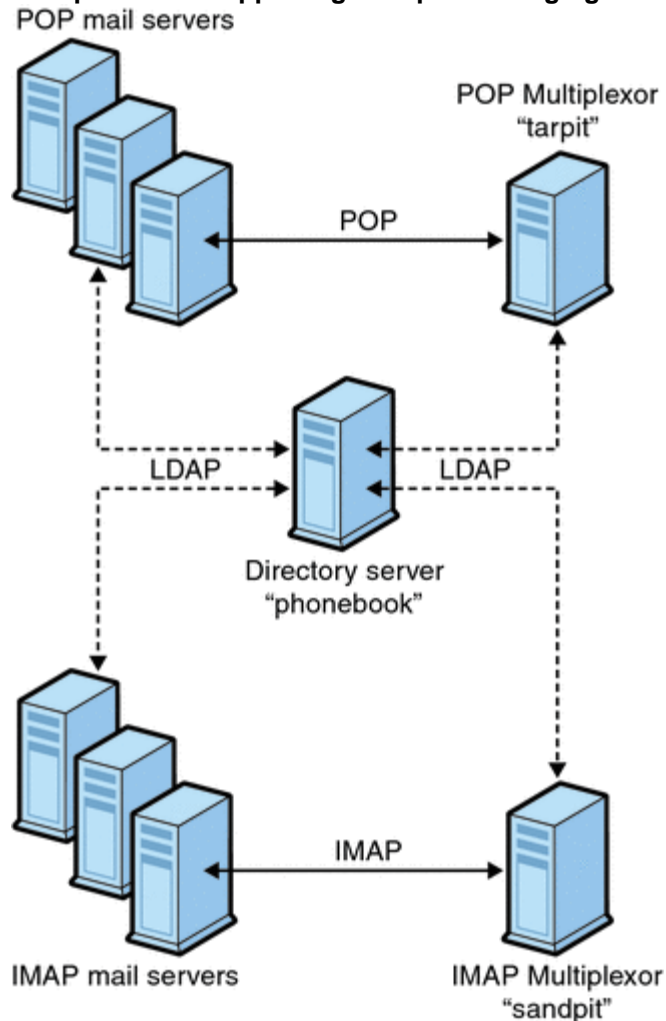 POP mail servers
POP Multiplexor
“tarpit”
POP
LDAP
LDAP
Directory server
“phonebook”
IMAP
IMAP mail servers
IMAP Multiplexor
“sandpit”